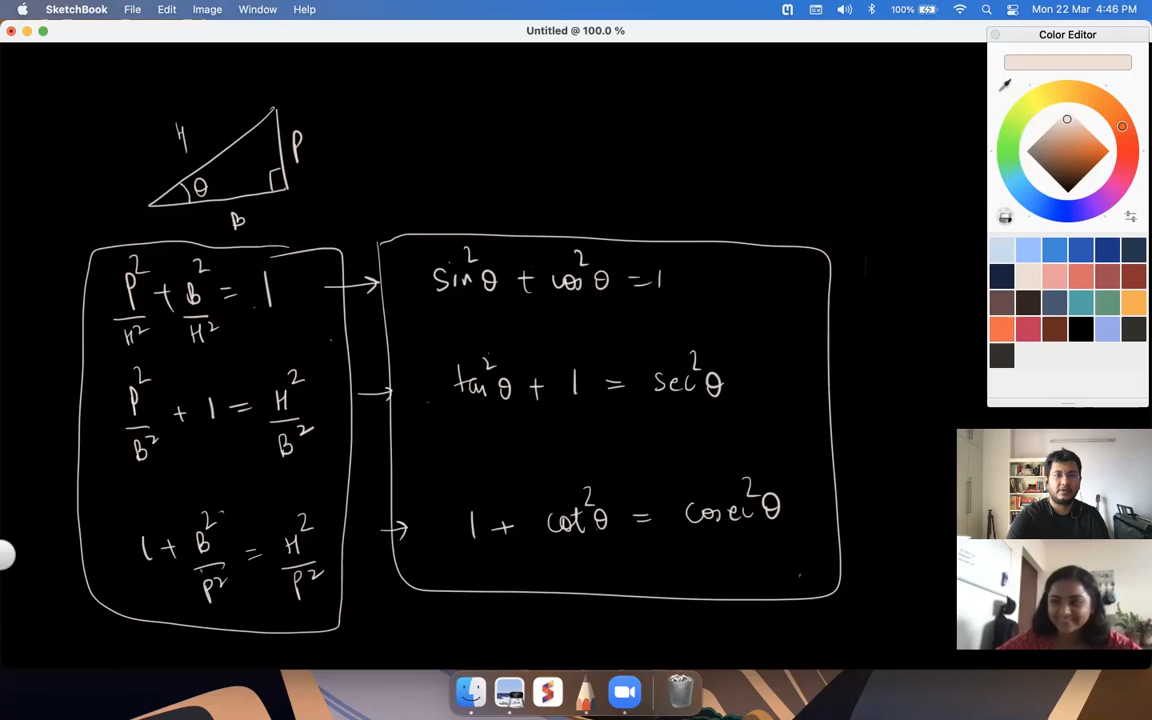 SketchBook File Edit Image Window Help 100% Mon 22 Mar 4:46 PM
Untitled @ 100.0 %
Color Editor
H
P
θ
B
P²/H² + B²/H² = 1 → sin²θ + cos²θ = 1
P²/B² + 1 = H²/B² → tan²θ + 1 = sec²θ
1 + B²/P² = H²/P² → 1 + cot²θ = cosec²θ